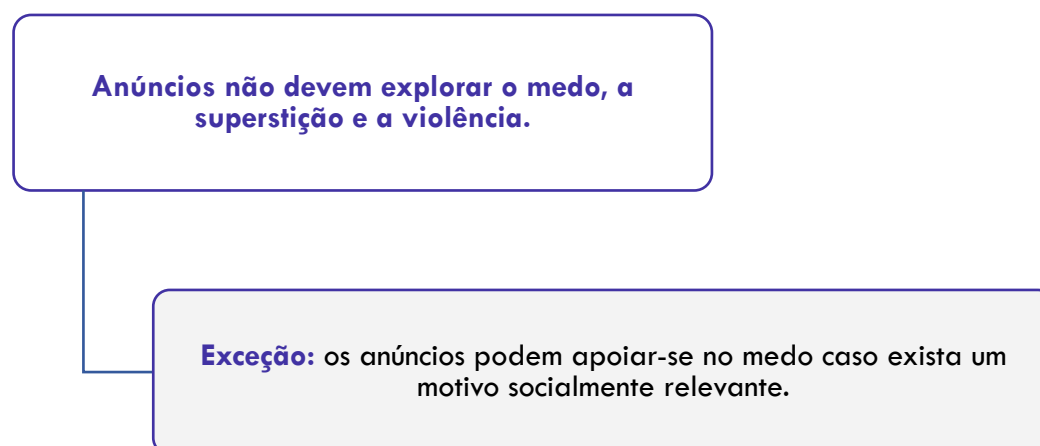 Anúncios não devem explorar o medo, a
superstição e a violência.
Exceção: os anúncios podem apoiar-se no medo caso exista um
motivo socialmente relevante.